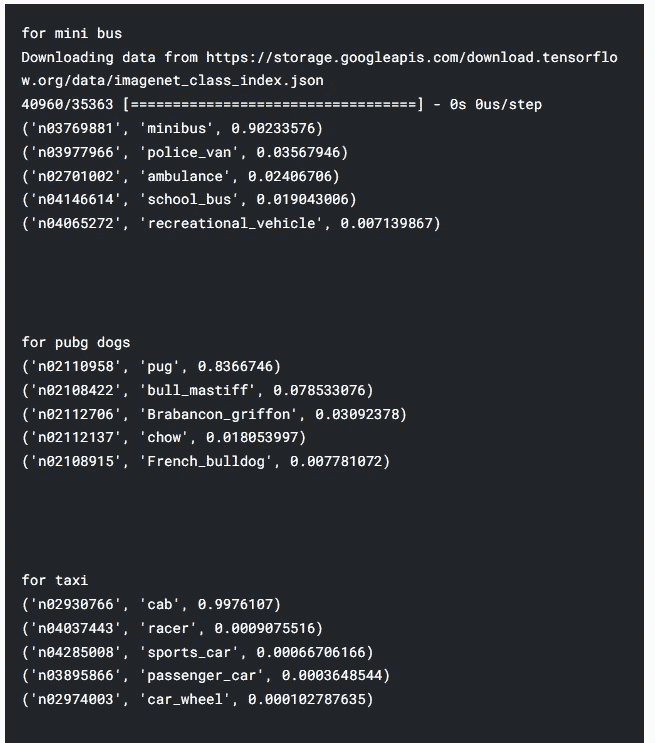 for mini bus
Downloading data from https://storage.googleapis.com/download.tensorflo
w.org/data/imagenet_class_index.json
40960/35363 [==================================] - 0s 0us/step
('n03769881', 'minibus', 0.90233576)
('n03977966', 'police_van', 0.03567946)
('n02701002', 'ambulance', 0.02406706)
('n04146614', 'school_bus', 0.019043006)
('n04065272', 'recreational_vehicle', 0.007139867)
for pubg dogs
('n02110958', 'pug', 0.8366746)
('n02108422', 'bull_mastiff', 0.078533076)
('n02112706', 'Brabancon_griffon', 0.03092378)
('n02112137', 'chow', 0.018053997)
('n02108915', 'French_bulldog', 0.007781072)
for taxi
('n02930766', 'cab', 0.9976107)
('n04037443', 'racer', 0.0009075516)
('n04285008', 'sports_car', 0.00066706166)
('n03895866', 'passenger_car', 0.0003648544)
('n02974003', 'car_wheel', 0.000102787635)